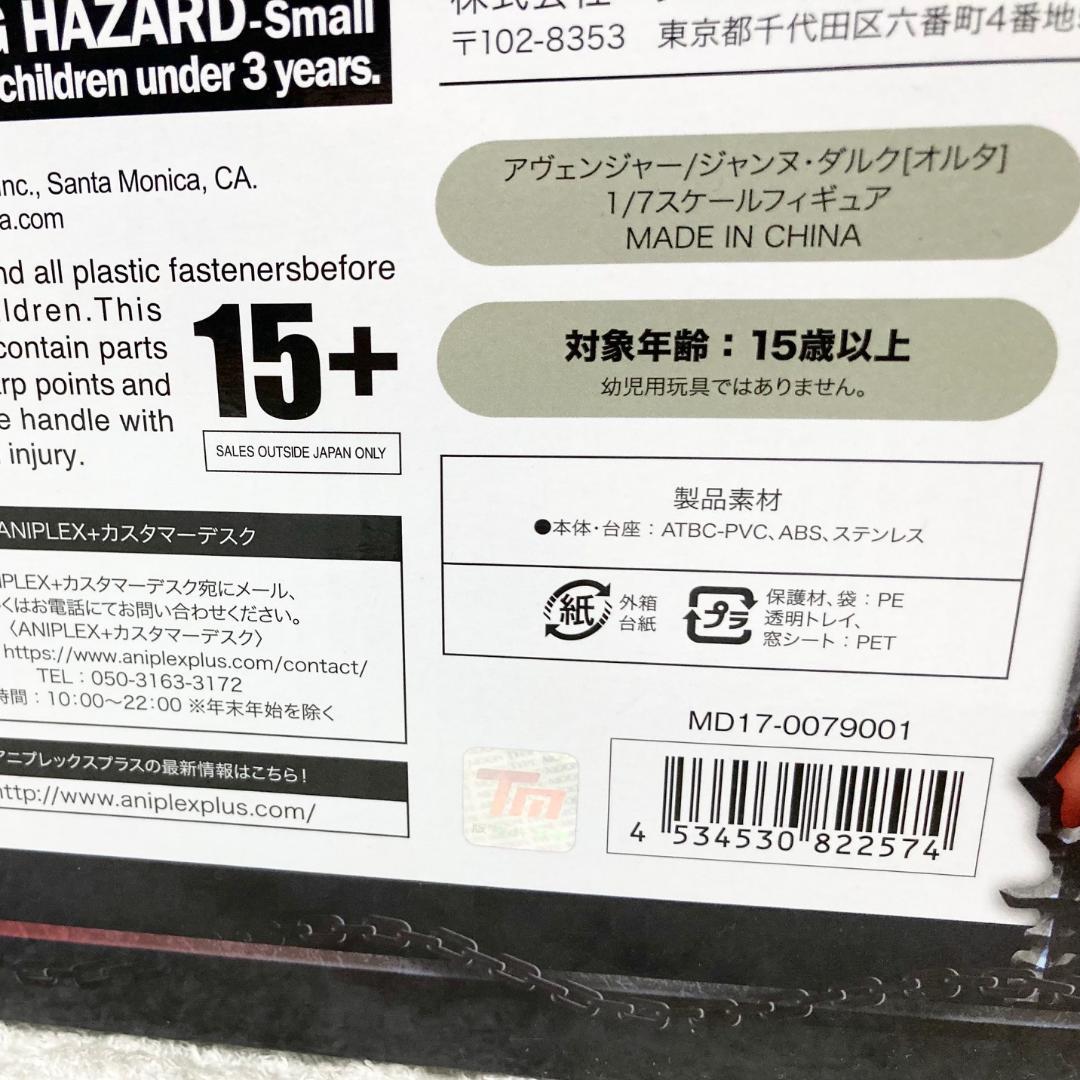 HAZARD-Small
children under 3 years.
Inc., Santa Monica, CA.
a.com
nd all plastic fastenersbefore
ldren.This
contain parts
arp points and
e handle with
injury.
15+
SALES OUTSIDE JAPAN ONLY
ANIPLEX+カスタマーデスク
IPLEX+カスタマーデスク宛にメール、
くはお電話にてお問い合わせください。
〈ANIPLEX+カスタマーデスク〉
https://www.aniplexplus.com/contact/
TEL：050-3163-3172
時間：10:00〜22:00 ※年末年始を除く
アニプレックスプラスの最新情報はこちら！
http://www.aniplexplus.com/
株式会社
〒102-8353 東京都千代田区六番町4番地
アヴェンジャー/ジャンヌ・ダルク[オルタ]
1/7スケールフィギュア
MADE IN CHINA
対象年齢：15歳以上
幼児用玩具ではありません。
製品素材
●本体・台座：ATBC-PVC、ABS、ステンレス
紙
外箱
台紙
プラ
保護材、袋：PE
透明トレイ、
窓シート：PET
MD17-0079001
TM
4 534530 822574